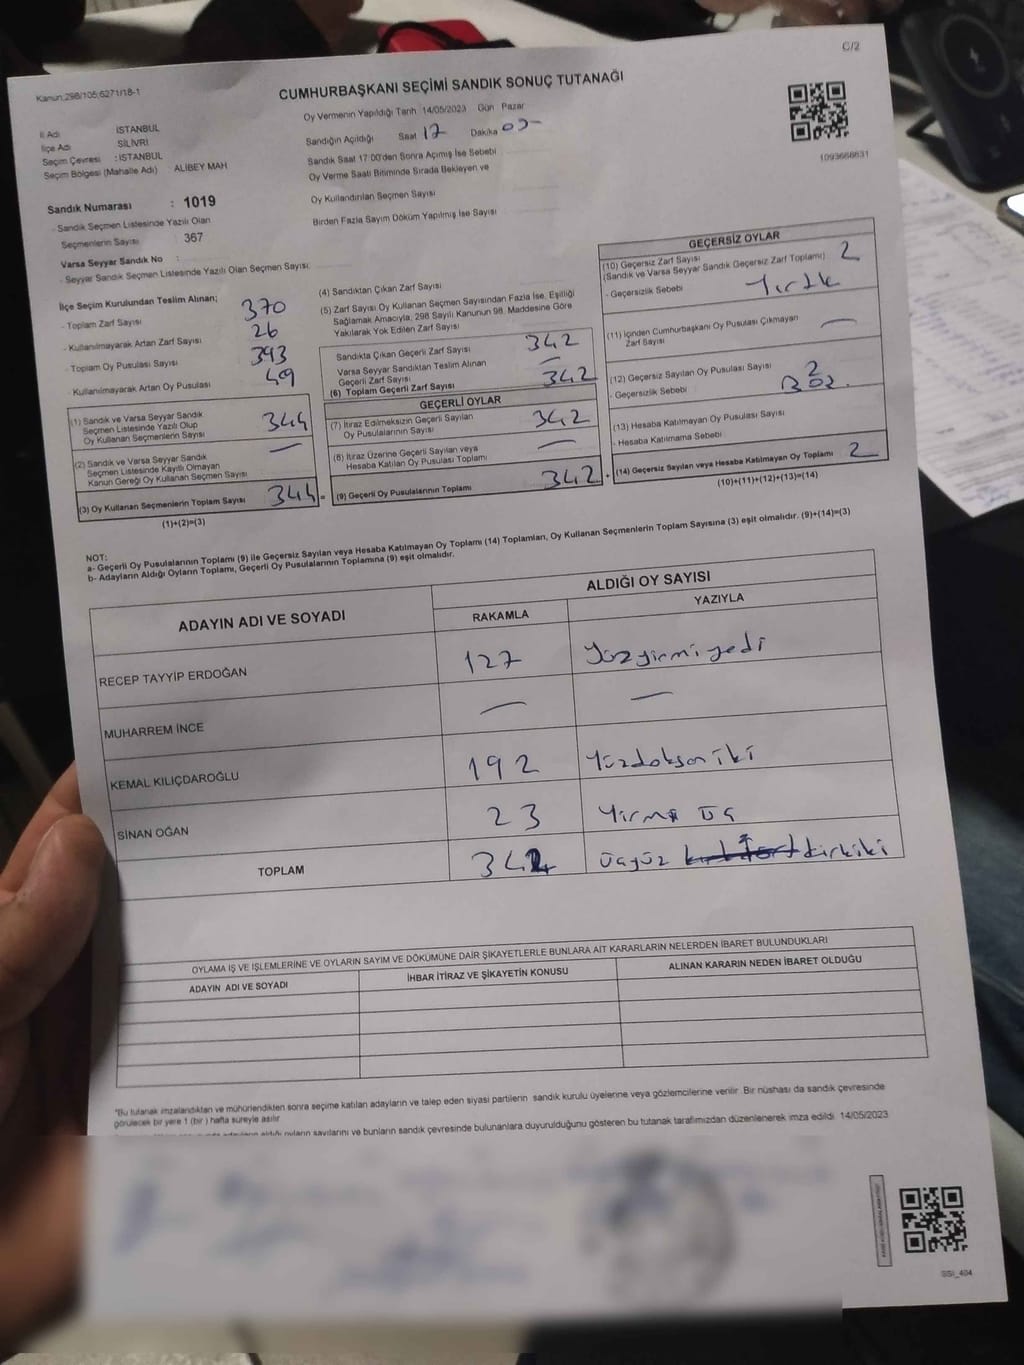 C/2
Kanun:298/105;6271/18-1
CUMHURBAŞKANI SEÇİMİ SANDIK SONUÇ TUTANAĞI
İl Adı İSTANBUL
İlçe Adı SİLİVRİ
Seçim Çevresi : İSTANBUL
Seçim Bölgesi (Mahalle Adı) ALİBEY MAH
Oy Vermenin Yapıldığı Tarih 14/05/2023 Gün Pazar
Sandığın Açıldığı Saat 17 Dakika 05
Sandık Saat 17:00'den Sonra Açılmış İse Sebebi
Oy Verme Saati Bitiminde Sırada Bekleyen ve
Oy Kullandırılan Seçmen Sayısı
Birden Fazla Sayım Döküm Yapılmış İse Sayısı
1093666631
Sandık Numarası : 1019
- Sandık Seçmen Listesinde Yazılı Olan
Seçmenlerin Sayısı : 367
Varsa Seyyar Sandık No :
- Seyyar Sandık Seçmen Listesinde Yazılı Olan Seçmen Sayısı:
İlçe Seçim Kurulundan Teslim Alınan;
- Toplam Zarf Sayısı 370
- Kullanılmayarak Artan Zarf Sayısı 26
- Toplam Oy Pusulası Sayısı 393
Kullanılmayarak Artan Oy Pusulası 49
(1) Sandık ve Varsa Seyyar Sandık
Seçmen Listesinde Yazılı Olup
Oy Kullanan Seçmenlerin Sayısı 344
(2) Sandık ve Varsa Seyyar Sandık
Seçmen Listesinde Kayıtlı Olmayan
Kanun Gereği Oy Kullanan Seçmen Sayısı —
(3) Oy Kullanan Seçmenlerin Toplam Sayısı 344 =
(1)+(2)=(3)
(4) Sandıktan Çıkan Zarf Sayısı
(5) Zarf Sayısı Oy Kullanan Seçmen Sayısından Fazla İse, Eşitliği
Sağlamak Amacıyla, 298 Sayılı Kanunun 98. Maddesine Göre
Yakılarak Yok Edilen Zarf Sayısı
Sandıkta Çıkan Geçerli Zarf Sayısı 342
Varsa Seyyar Sandıktan Teslim Alınan
Geçerli Zarf Sayısı —
(6) Toplam Geçerli Zarf Sayısı 342
GEÇERLİ OYLAR
(7) İtiraz Edilmeksizin Geçerli Sayılan
Oy Pusulalarının Sayısı 342
(8) İtiraz Üzerine Geçerli Sayılan veya
Hesaba Katılan Oy Pusulası Toplamı —
(9) Geçerli Oy Pusulalarının Toplamı 342 +
GEÇERSİZ OYLAR
(10) Geçersiz Zarf Sayısı
(Sandık ve Varsa Seyyar Sandık Geçersiz Zarf Toplamı) 2
- Geçersizlik Sebebi Yırtık
(11) İçinden Cumhurbaşkanı Oy Pusulası Çıkmayan
Zarf Sayısı —
(12) Geçersiz Sayılan Oy Pusulası Sayısı 2
- Geçersizlik Sebebi
(13) Hesaba Katılmayan Oy Pusulası Sayısı
- Hesaba Katılmama Sebebi
(14) Geçersiz Sayılan veya Hesaba Katılmayan Oy Toplamı 2
(10)+(11)+(12)+(13)=(14)
NOT:
a- Geçerli Oy Pusulalarının Toplamı (9) ile Geçersiz Sayılan veya Hesaba Katılmayan Oy Toplamı (14) Toplamları, Oy Kullanan Seçmenlerin Toplam Sayısına (3) eşit olmalıdır. (9)+(14)=(3)
b- Adayların Aldığı Oyların Toplamı, Geçerli Oy Pusulalarının Toplamına (9) eşit olmalıdır.
ADAYIN ADI VE SOYADI ALDIĞI OY SAYISI
RAKAMLA YAZIYLA
RECEP TAYYİP ERDOĞAN 127 Yüzyirmiyedi
MUHARREM İNCE — —
KEMAL KILIÇDAROĞLU 192 Yüzdoksaniki
SİNAN OĞAN 23 Yirmi üç
TOPLAM 342 üçyüz kırkiki
OYLAMA İŞ VE İŞLEMLERİNE VE OYLARIN SAYIM VE DÖKÜMÜNE DAİR ŞİKAYETLERLE BUNLARA AİT KARARLARIN NELERDEN İBARET BULUNDUKLARI
ADAYIN ADI VE SOYADI İHBAR İTİRAZ VE ŞİKAYETİN KONUSU ALINAN KARARIN NEDEN İBARET OLDUĞU
*Bu tutanak imzalandıktan ve mühürlendikten sonra seçime katılan adayların ve talep eden siyasi partilerin sandık kurulu üyelerine veya gözlemcilerine verilir. Bir nüshası da sandık çevresinde
görülecek bir yere 1 (bir) hafta süreyle asılır.
aldığı oyların sayılarını ve bunların sandık çevresinde bulunanlara duyurulduğunu gösteren bu tutanak tarafımızdan düzenlenerek imza edildi. 14/05/2023
SSİ_404